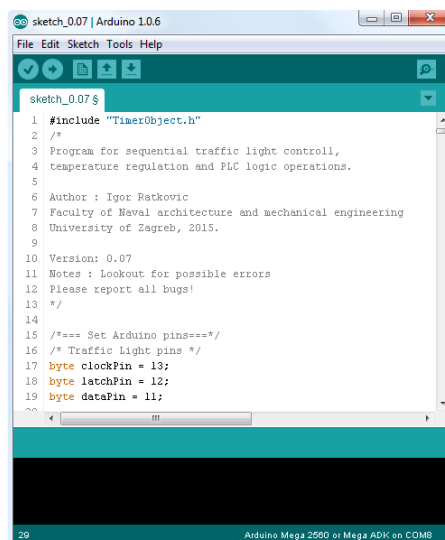 sketch_0.07 | Arduino 1.0.6
File Edit Sketch Tools Help
sketch_0.07 §
1 #include "TimerObject.h"
2 /*
3 Program for sequential traffic light controll,
4 temperature regulation and PLC logic operations.
5
6 Author : Igor Ratkovic
7 Faculty of Naval architecture and mechanical engineering
8 University of Zagreb, 2015.
9
10 Version: 0.07
11 Notes : Lookout for possible errors
12 Please report all bugs!
13 */
14
15 /*=== Set Arduino pins===*/
16 /* Traffic Light pins */
17 byte clockPin = 13;
18 byte latchPin = 12;
19 byte dataPin = 11;
20
29 Arduino Mega 2560 or Mega ADK on COM8